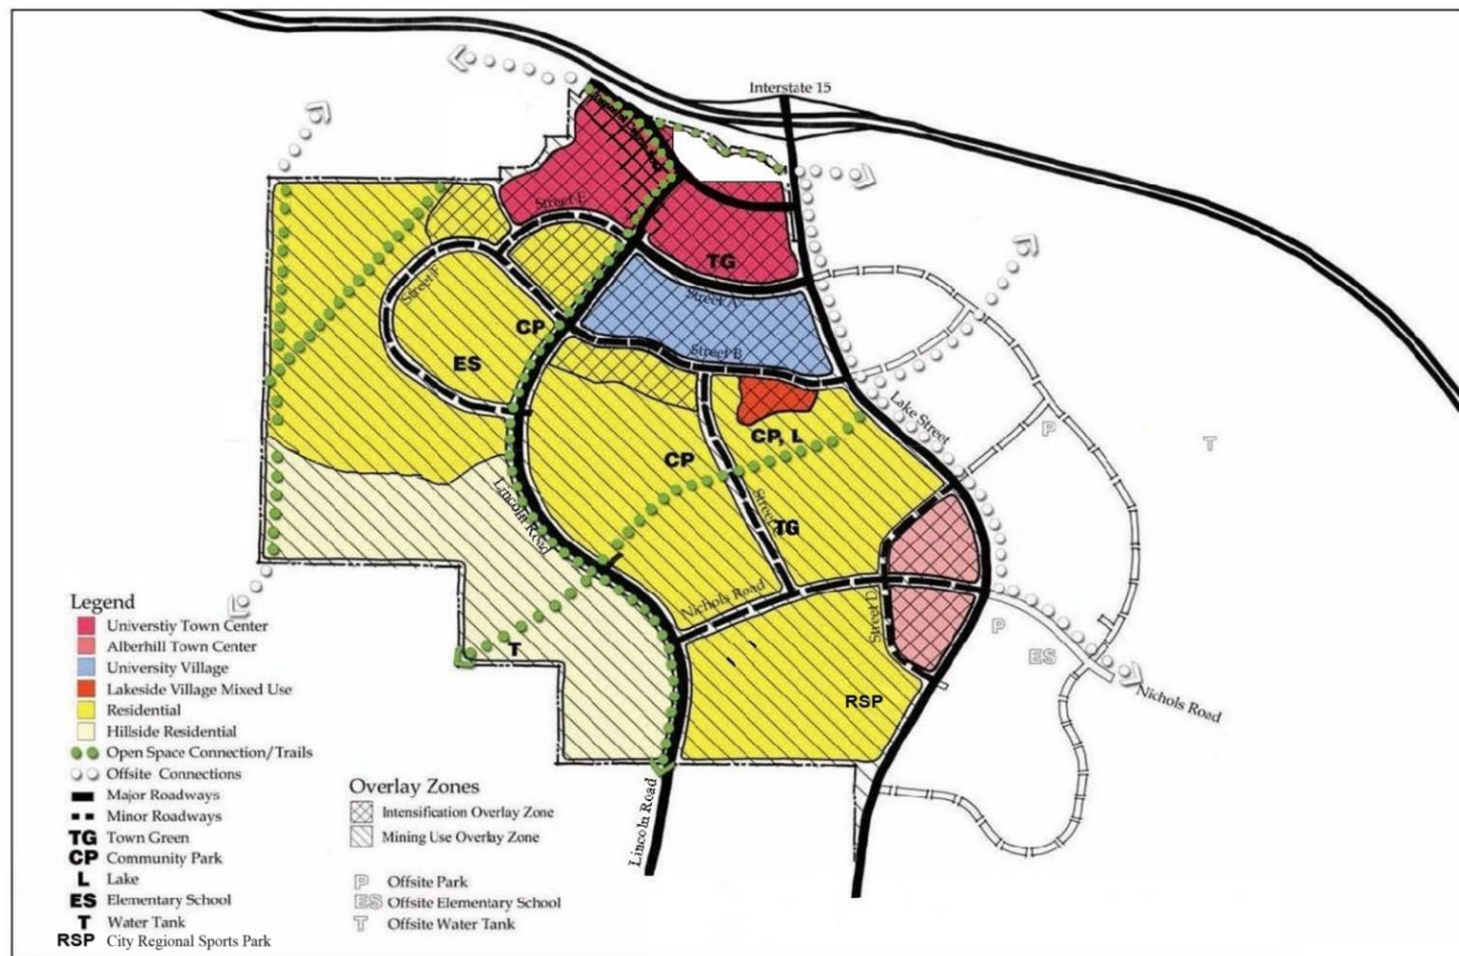 Interstate 15
Street E
TG
Street F
Street A
CP
Street B
ES
Lake Street
CP, L
P
CP
T
Lincoln Road
Street
TG
Nichols Road
Street D
P
ES
T
Nichols Road
RSP
Lincoln Road
Legend
Universtiy Town Center
Alberhill Town Center
University Village
Lakeside Village Mixed Use
Residential
Hillside Residential
Open Space Connection/Trails
Offsite Connections
Major Roadways
Minor Roadways
TG Town Green
CP Community Park
L Lake
ES Elementary School
T Water Tank
RSP City Regional Sports Park
Overlay Zones
Intensification Overlay Zone
Mining Use Overlay Zone
P Offsite Park
ES Offsite Elementary School
T Offsite Water Tank